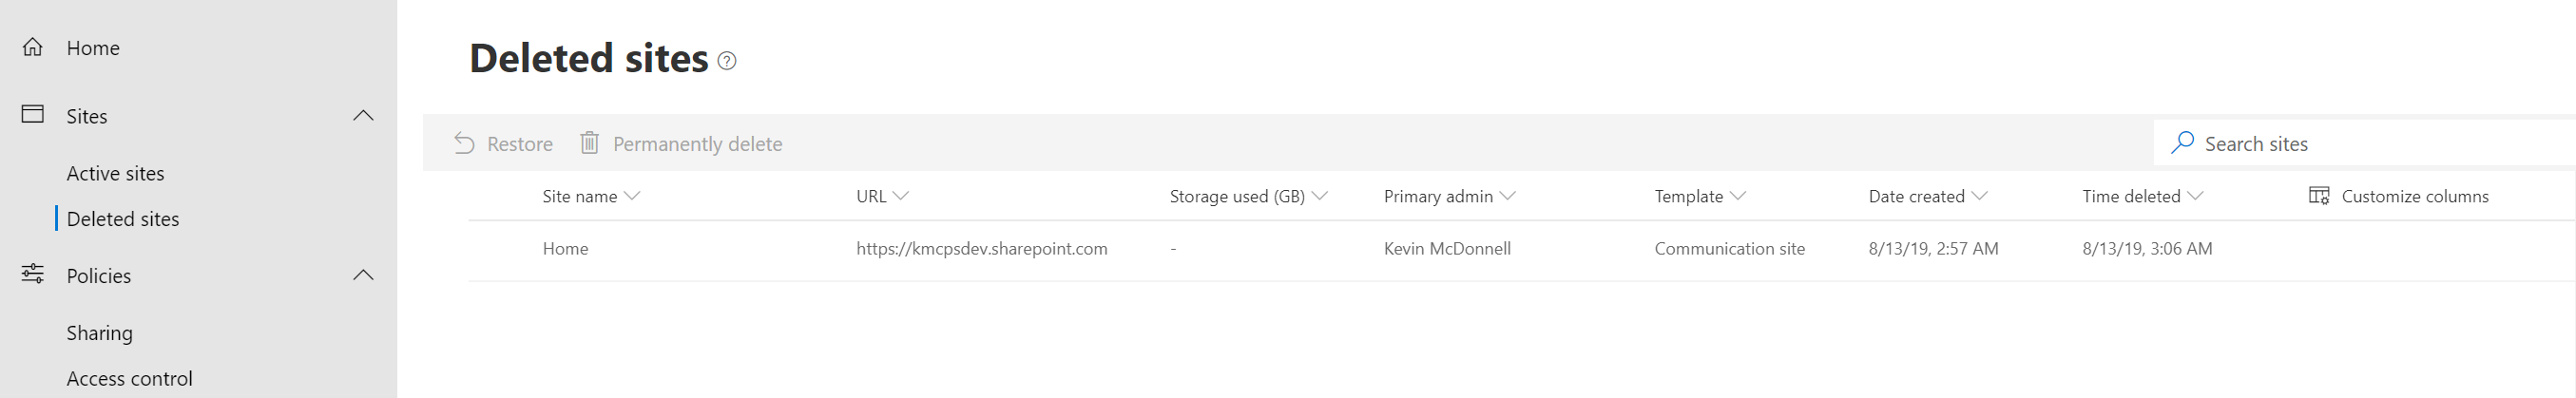 Home
Sites
Active sites
Deleted sites
Policies
Sharing
Access control
Deleted sites ?
Restore Permanently delete Search sites
Site name URL Storage used (GB) Primary admin Template Date created Time deleted Customize columns
Home https://kmcpsdev.sharepoint.com - Kevin McDonnell Communication site 8/13/19, 2:57 AM 8/13/19, 3:06 AM